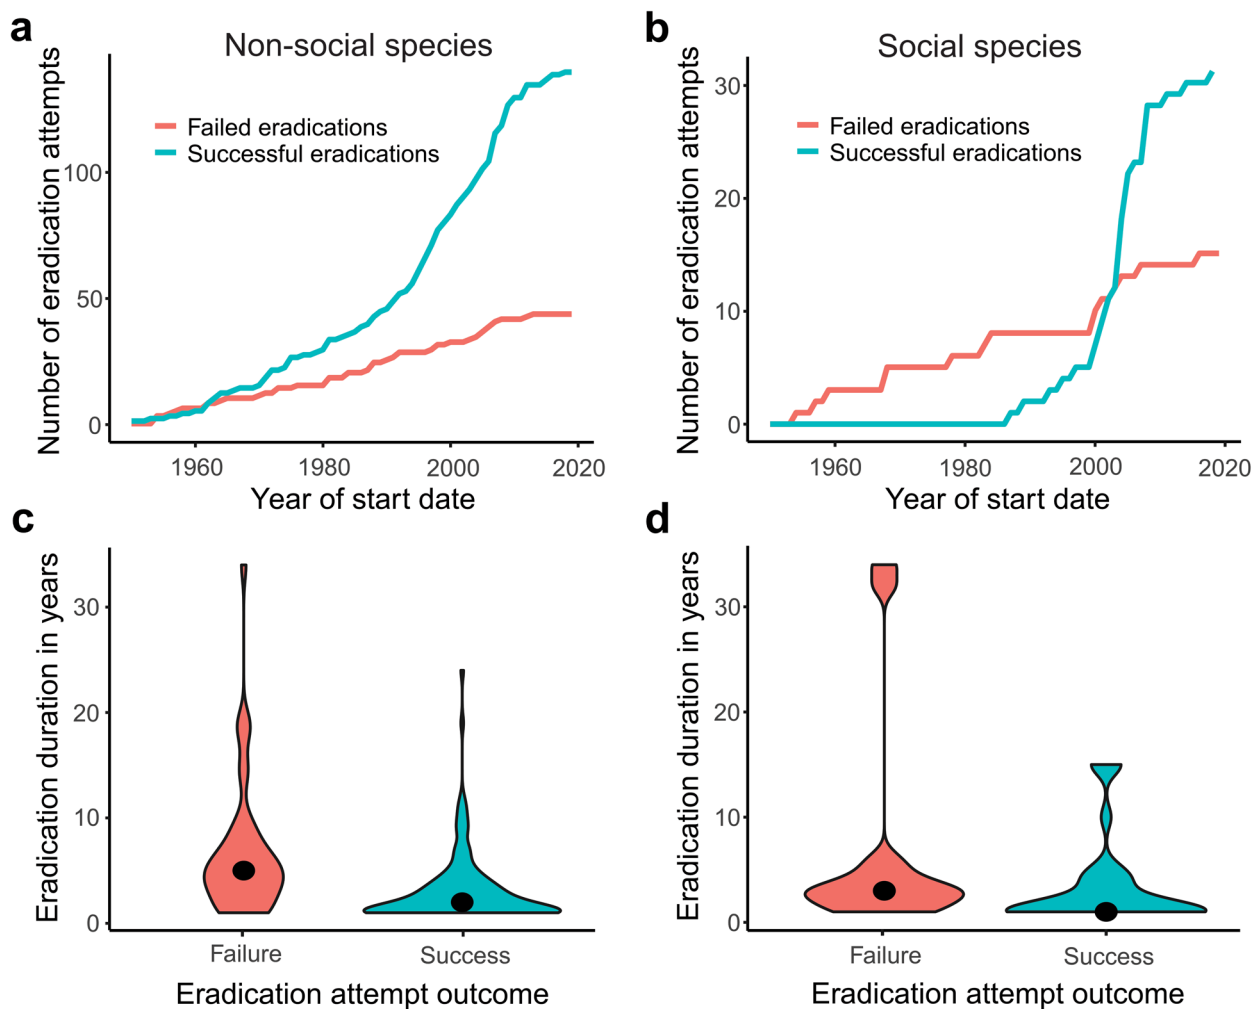 a
Non-social species
Number of eradication attempts
Failed eradications
Successful eradications
100
50
0
1960
1980
2000
2020
Year of start date
b
Social species
Number of eradication attempts
Failed eradications
Successful eradications
30
20
10
0
1960
1980
2000
2020
Year of start date
c
Eradication duration in years
30
20
10
0
Failure
Success
Eradication attempt outcome
d
Eradication duration in years
30
20
10
0
Failure
Success
Eradication attempt outcome